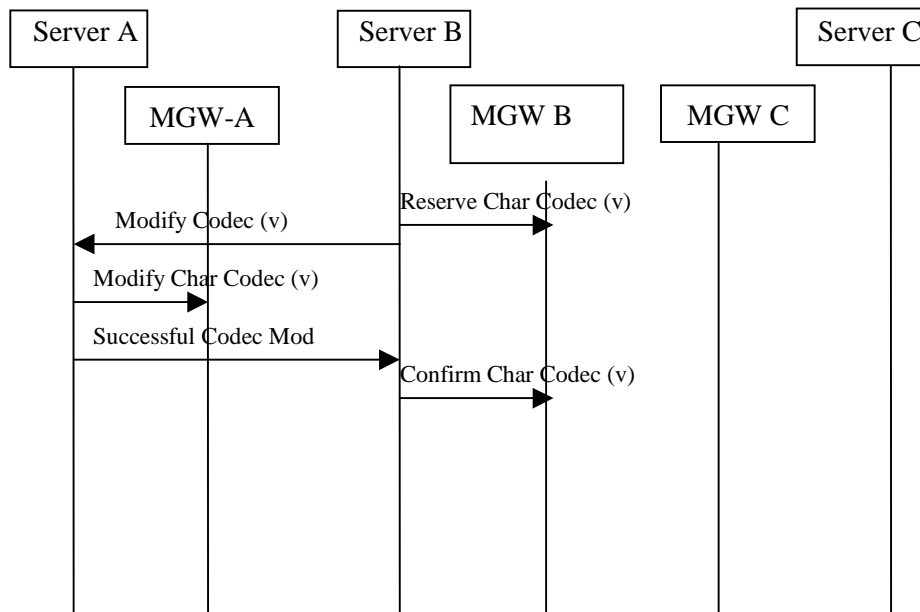 Server A
Server B
Server C
MGW-A
MGW B
MGW C
Reserve Char Codec (v)
Modify Codec (v)
Modify Char Codec (v)
Successful Codec Mod
Confirm Char Codec (v)